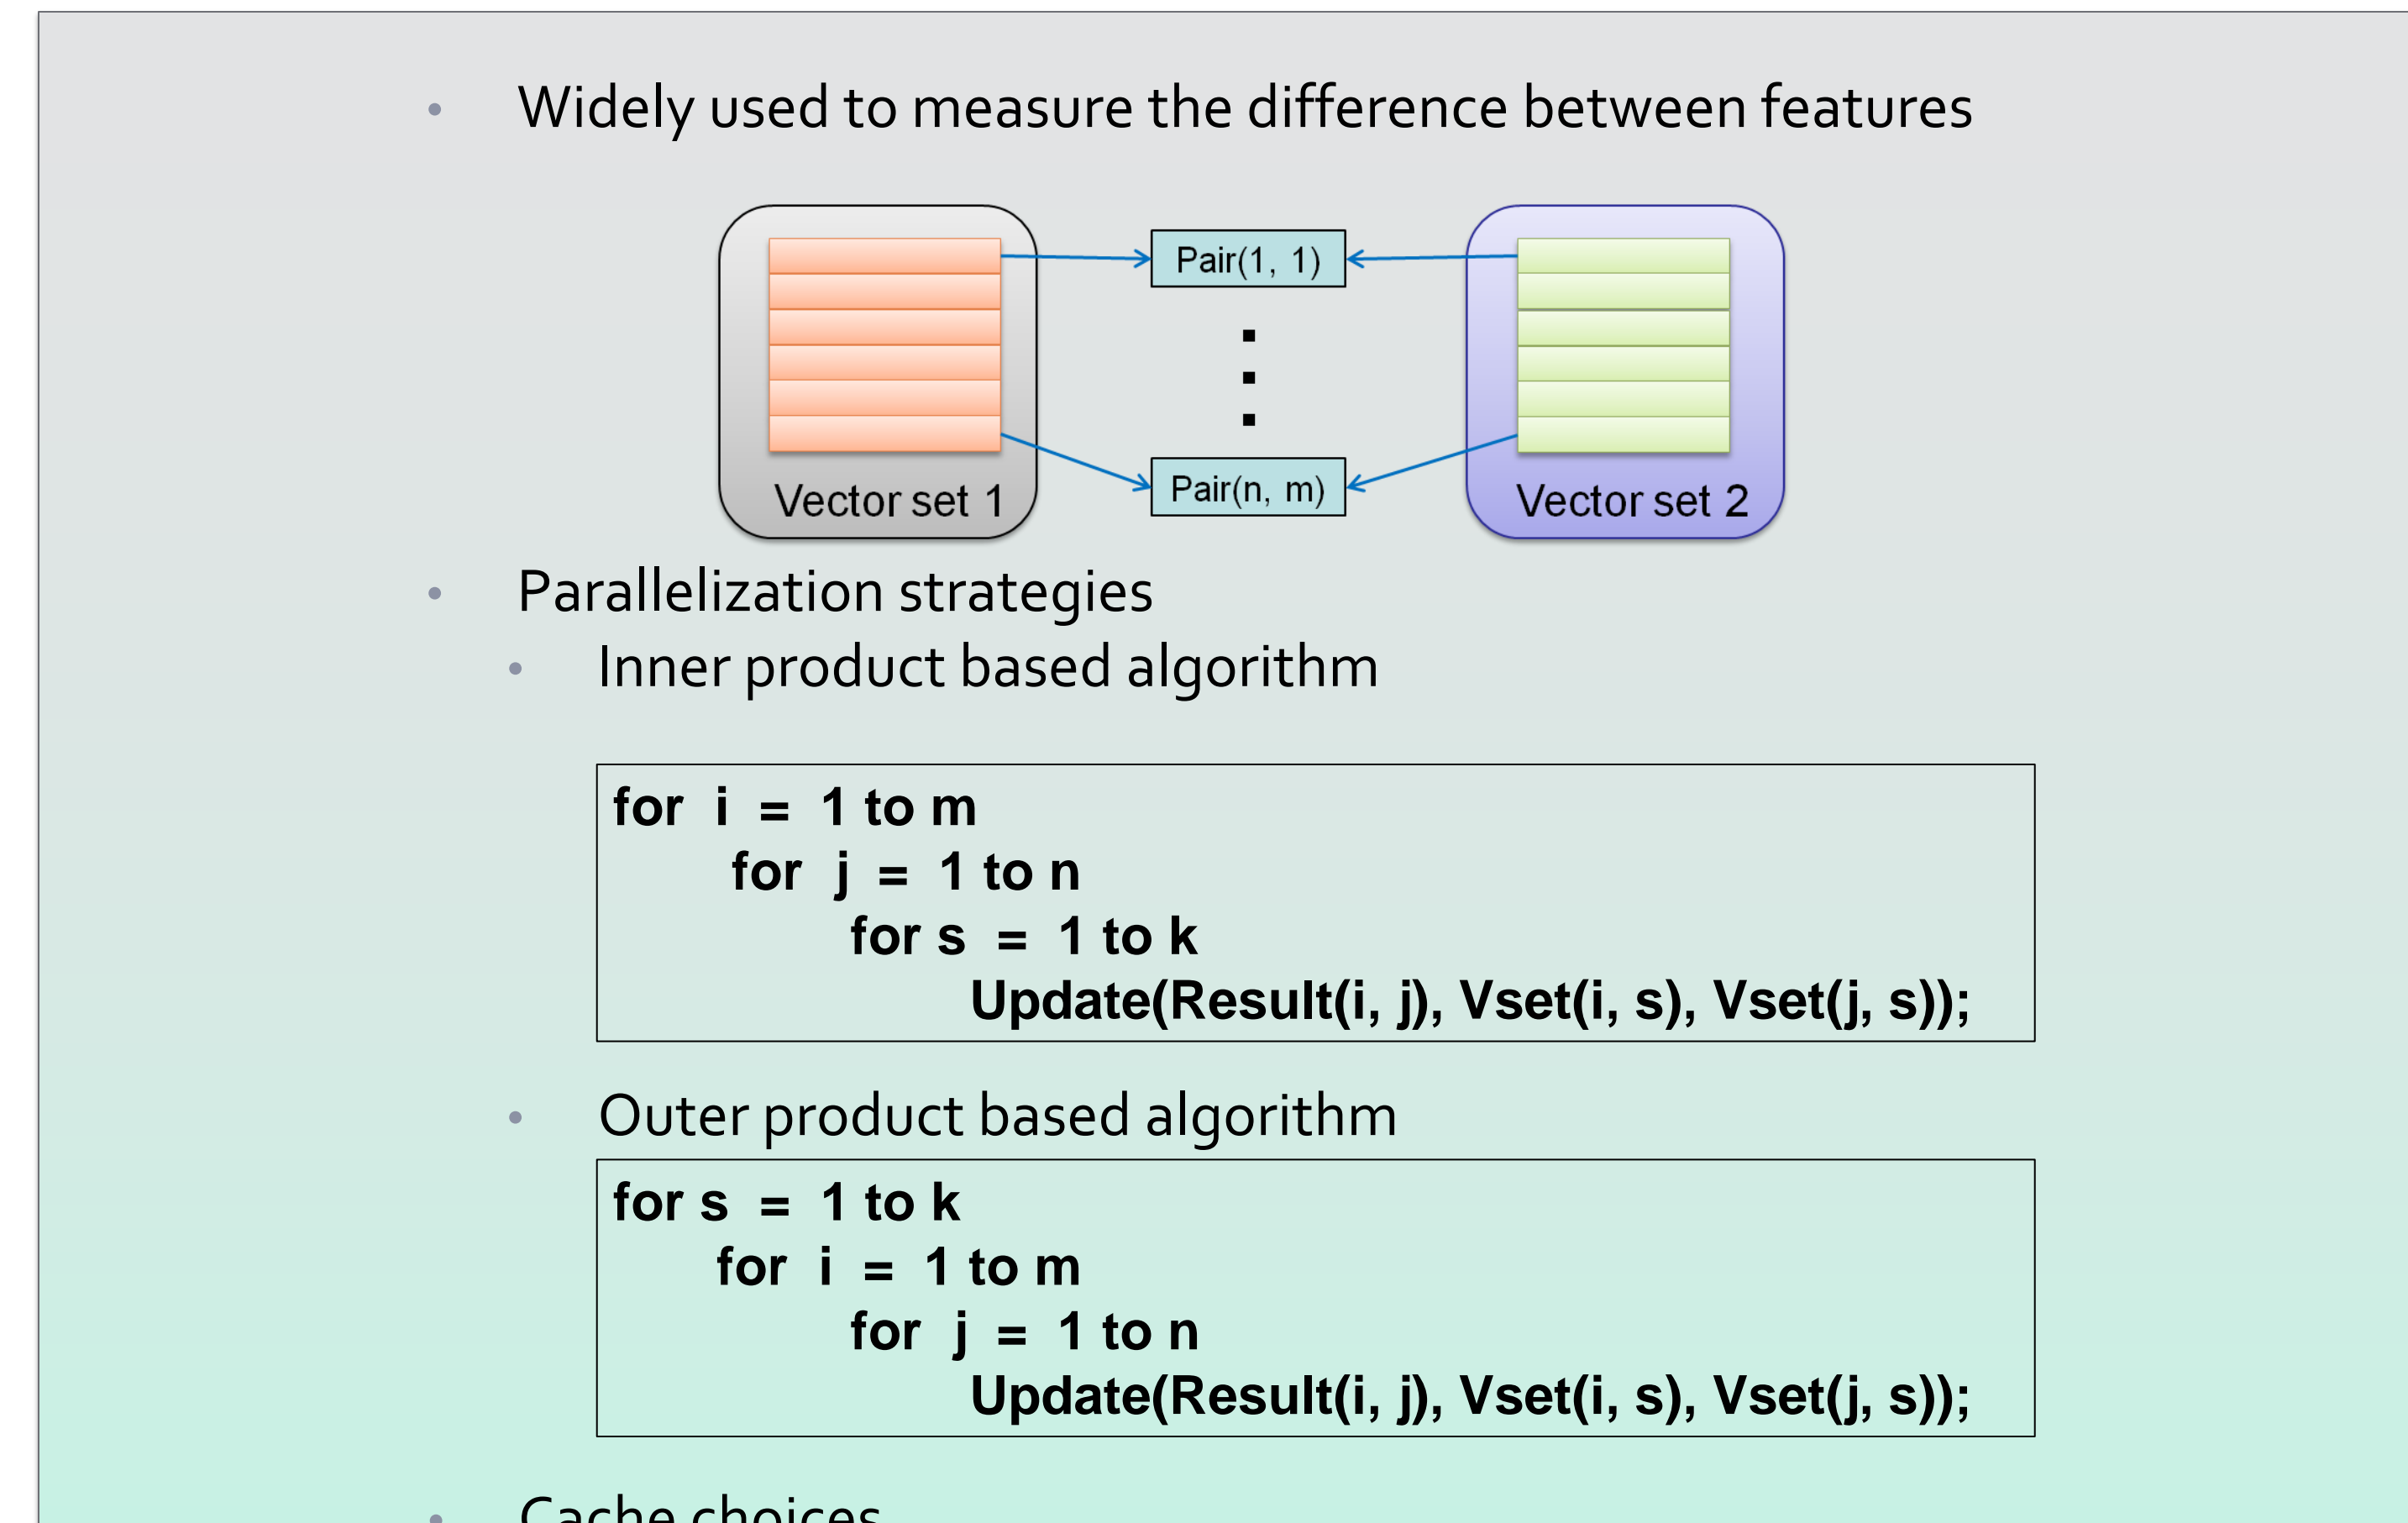 • Widely used to measure the difference between features
Pair(1, 1)
Pair(n, m)
Vector set 1
Vector set 2
• Parallelization strategies
• Inner product based algorithm
for i = 1 to m
for j = 1 to n
for s = 1 to k
Update(Result(i, j), Vset(i, s), Vset(j, s));
• Outer product based algorithm
for s = 1 to k
for i = 1 to m
for j = 1 to n
Update(Result(i, j), Vset(i, s), Vset(j, s));
• Cache choices